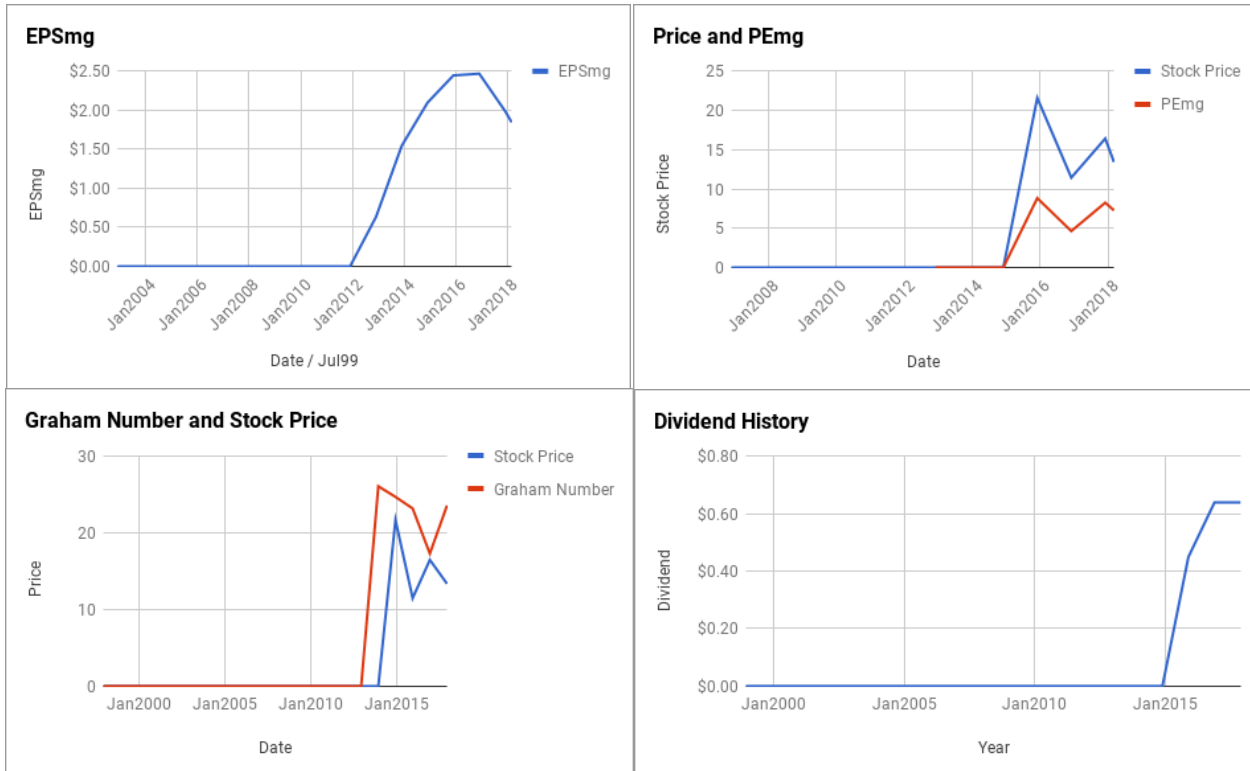 EPSmg
$2.50
$2.00
$1.50
$1.00
$0.50
$0.00
EPSmg
EPSmg
Jan2004
Jan2006
Jan2008
Jan2010
Jan2012
Jan2014
Jan2016
Jan2018
Date / Jul99
Price and PEmg
25
20
15
10
5
0
Stock Price
Stock Price
PEmg
Jan2008
Jan2010
Jan2012
Jan2014
Jan2016
Jan2018
Date
Graham Number and Stock Price
30
20
10
0
Price
Stock Price
Graham Number
Jan2000
Jan2005
Jan2010
Jan2015
Date
Dividend History
$0.80
$0.60
$0.40
$0.20
$0.00
Dividend
Jan2000
Jan2005
Jan2010
Jan2015
Year